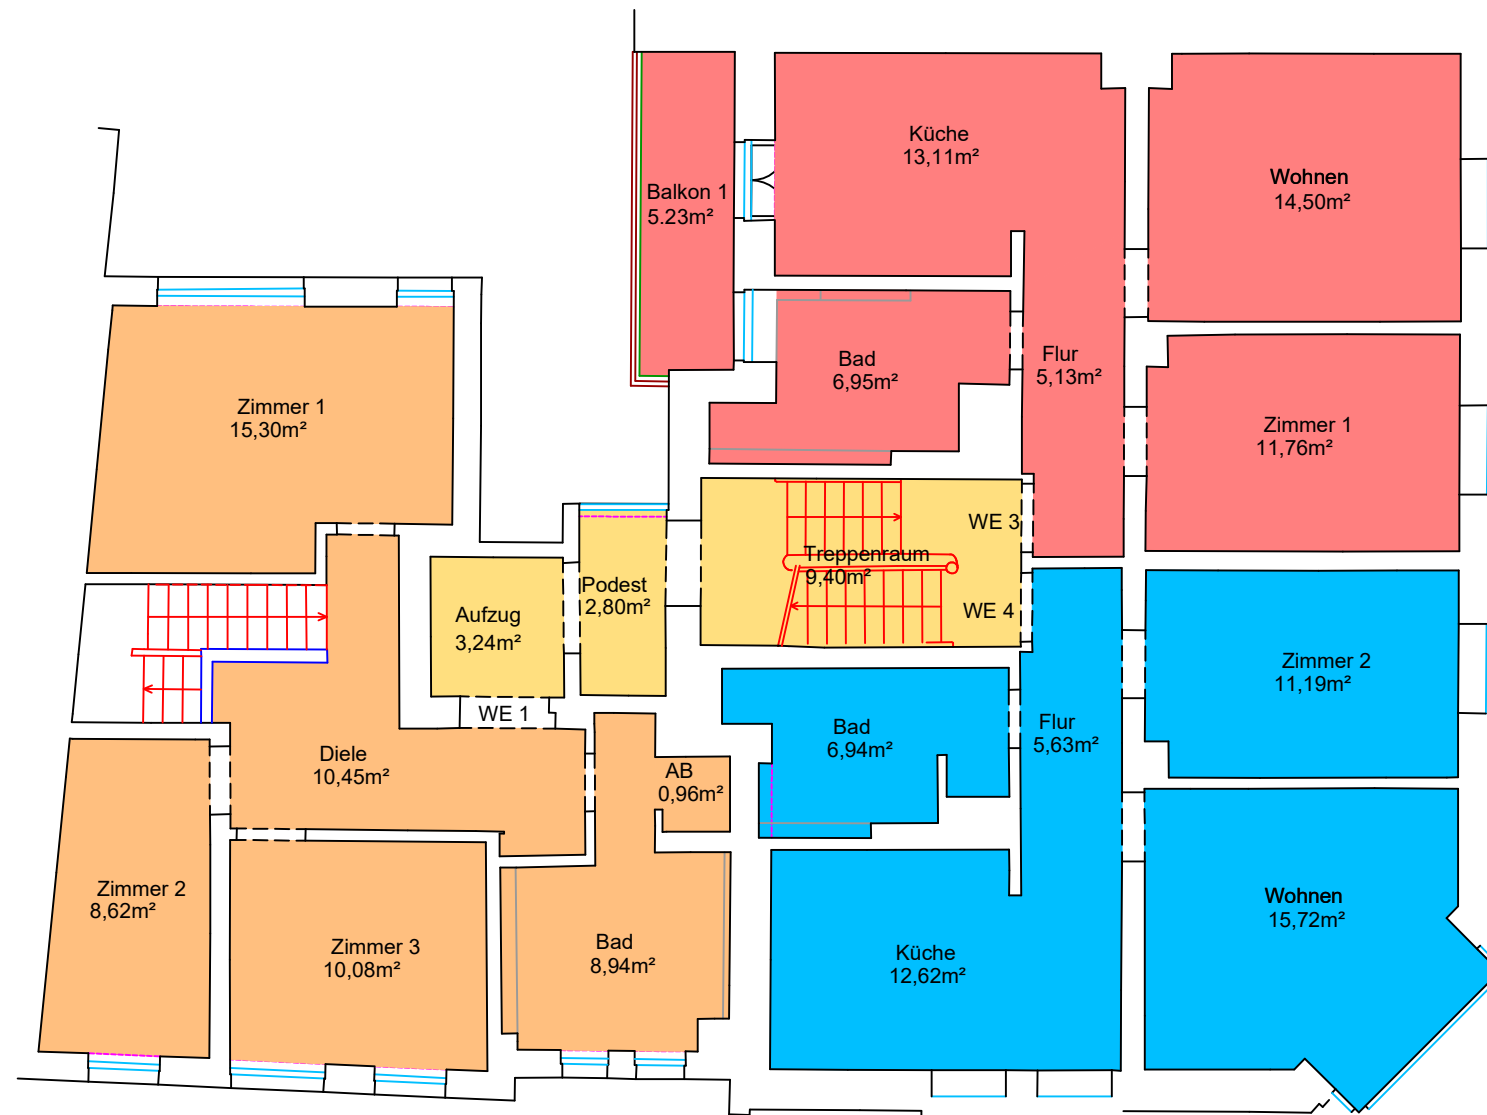 Küche
13,11m²
Wohnen
14,50m²
Balkon 1
5.23m²
Bad
6,95m²
Flur
5,13m²
Zimmer 1
15,30m²
Zimmer 1
11,76m²
WE 3
Treppenraum
9,40m²
WE 4
Podest
2,80m²
Aufzug
3,24m²
WE 1
Zimmer 2
11,19m²
Diele
10,45m²
AB
0,96m²
Bad
6,94m²
Flur
5,63m²
Zimmer 2
8,62m²
Zimmer 3
10,08m²
Bad
8,94m²
Küche
12,62m²
Wohnen
15,72m²